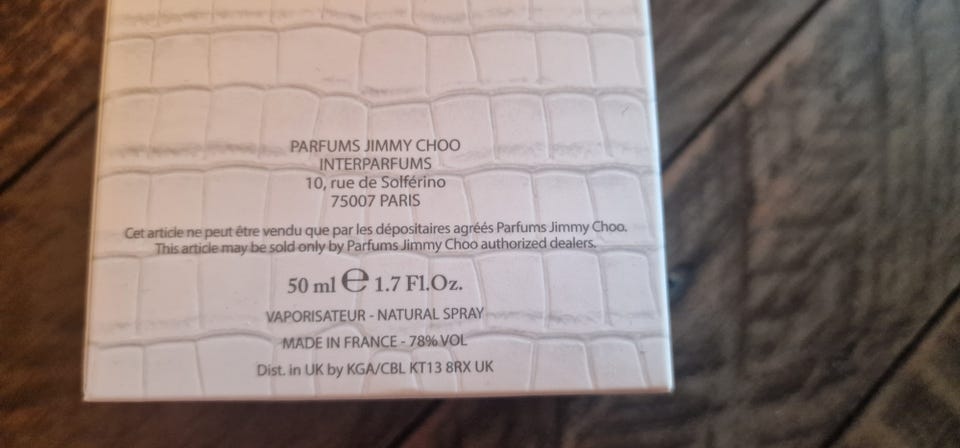 PARFUMS JIMMY CHOO
INTERPARFUMS
10, rue de Solférino
75007 PARIS
Cet article ne peut être vendu que par les dépositaires agréés Parfums Jimmy Choo.
This article may be sold only by Parfums Jimmy Choo authorized dealers.
50 ml ℮ 1.7 Fl.Oz.
VAPORISATEUR - NATURAL SPRAY
MADE IN FRANCE - 78% VOL
Dist. in UK by KGA/CBL KT13 8RX UK